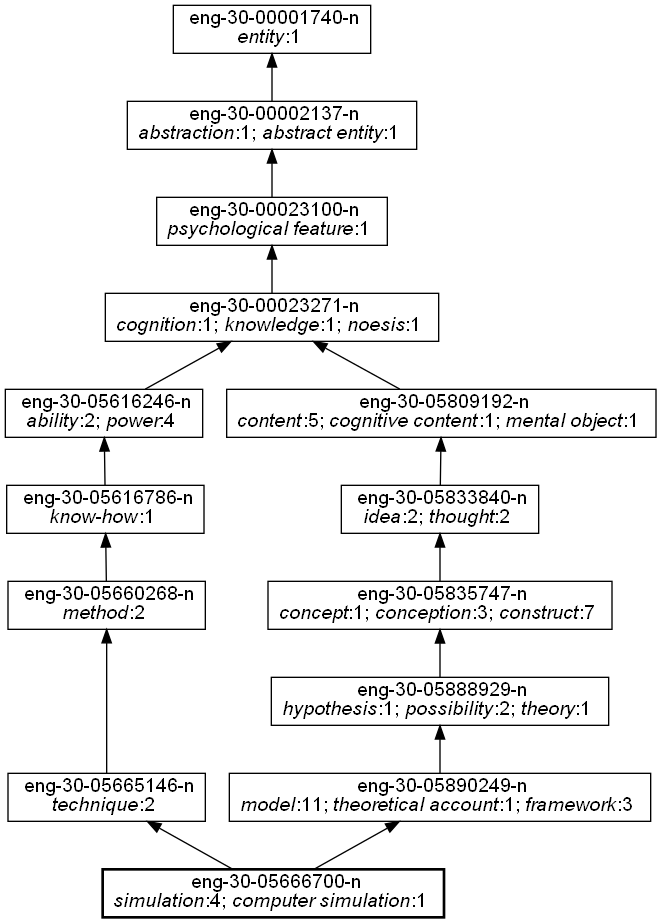 eng-30-00001740-n
entity:1
eng-30-00002137-n
abstraction:1; abstract entity:1
eng-30-00023100-n
psychological feature:1
eng-30-00023271-n
cognition:1; knowledge:1; noesis:1
eng-30-05616246-n
ability:2; power:4
eng-30-05809192-n
content:5; cognitive content:1; mental object:1
eng-30-05616786-n
know-how:1
eng-30-05833840-n
idea:2; thought:2
eng-30-05660268-n
method:2
eng-30-05835747-n
concept:1; conception:3; construct:7
eng-30-05888929-n
hypothesis:1; possibility:2; theory:1
eng-30-05665146-n
technique:2
eng-30-05890249-n
model:11; theoretical account:1; framework:3
eng-30-05666700-n
simulation:4; computer simulation:1